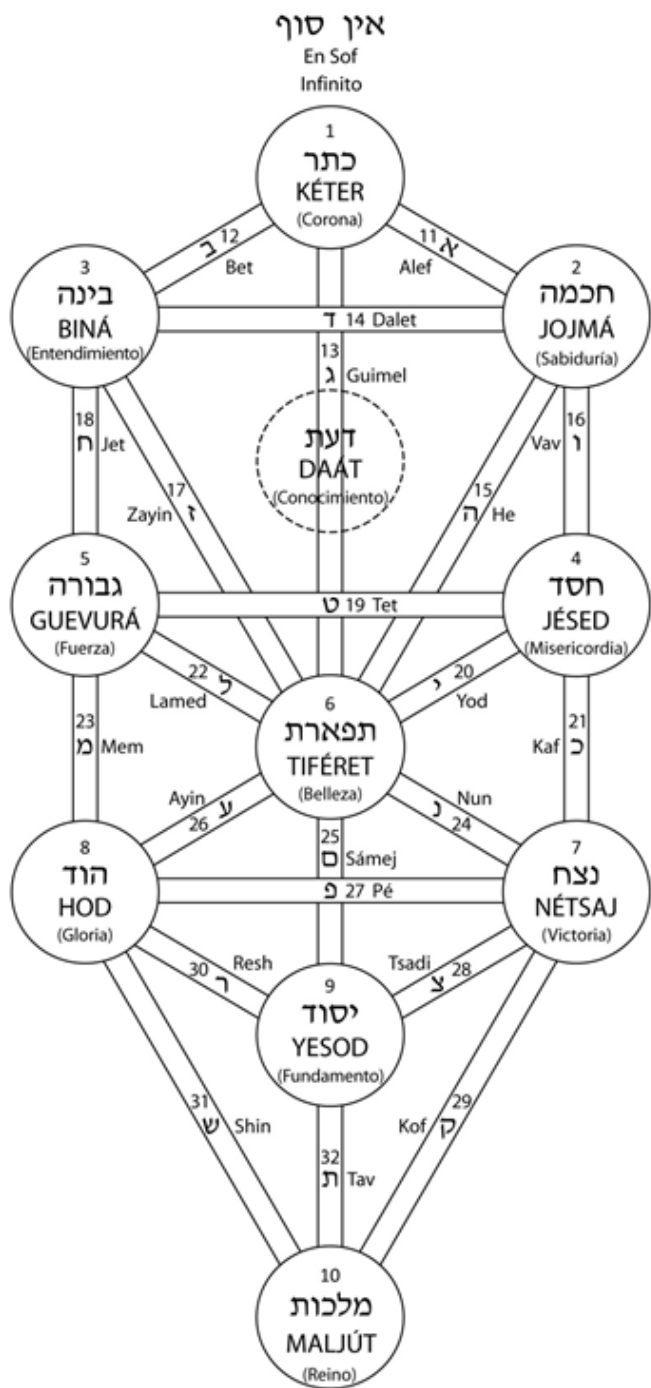 אין סוף
En Sof
Infinito
1
כתר
KÉTER
(Corona)
ב 12
Bet
11 א
Alef
3
בינה
BINÁ
(Entendimiento)
2
חכמה
JOJMÁ
(Sabiduría)
ד 14 Dalet
13
ג Guimel
דעת
DAÁT
(Conocimiento)
18
ח Jet
16
Vav ו
17
Zayin ז
15
ה He
5
גבורה
GUEVURÁ
(Fuerza)
4
חסד
JÉSED
(Misericordia)
ט 19 Tet
22 ל
Lamed
י 20
Yod
6
תפארת
TIFÉRET
(Belleza)
23
מ Mem
21
Kaf כ
Ayin
26 ע
Nun
נ 24
25
ם Sámej
8
הוד
HOD
(Gloria)
7
נצח
NÉTSAJ
(Victoria)
פ 27 Pé
Resh
30 ר
Tsadi
צ 28
9
יסוד
YESOD
(Fundamento)
31
ש Shin
29
Kof ק
32
ת Tav
10
מלכות
MALJÚT
(Reino)